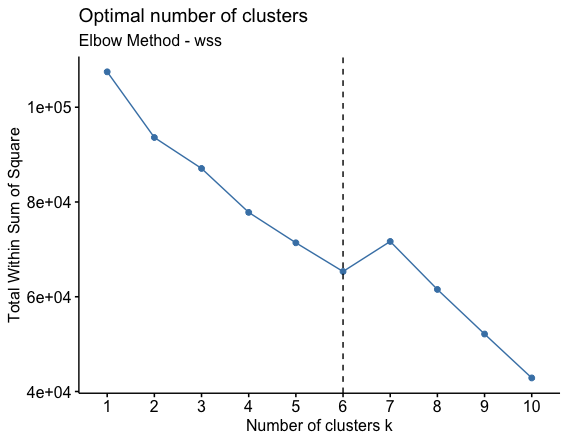 Optimal number of clusters
Elbow Method - wss
Total Within Sum of Square
1e+05
8e+04
6e+04
4e+04
1 2 3 4 5 6 7 8 9 10
Number of clusters k